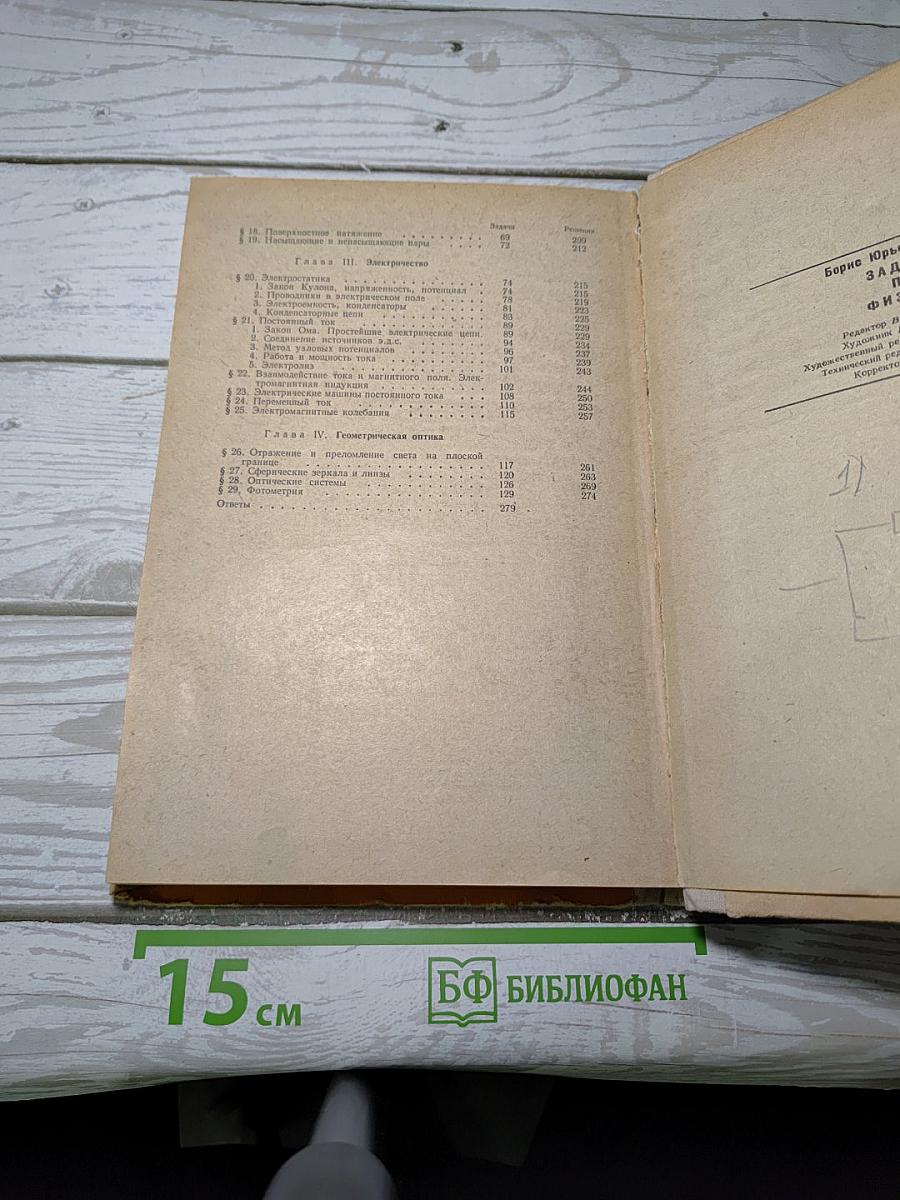 Задачи Решения
§ 18. Поверхностное натяжение 69 209
§ 19. Насыщающие и ненасыщающие пары 72 212
Глава III. Электричество
§ 20. Электростатика 74 215
1. Закон Кулона, напряженность, потенциал 74 215
2. Проводники в электрическом поле 78 219
3. Электроемкость, конденсаторы 81 223
4. Конденсаторные цепи 83 225
§ 21. Постоянный ток 89 229
1. Закон Ома. Простейшие электрические цепи 89 229
2. Соединение источников э.д.с. 94 234
3. Метод узловых потенциалов 96 237
4. Работа и мощность тока 97 239
5. Электролиз 101 243
§ 22. Взаимодействие тока и магнитного поля. Элек-
тромагнитная индукция 102 244
§ 23. Электрические машины постоянного тока 108 250
§ 24. Переменный ток 110 253
§ 25. Электромагнитные колебания 115 257
Глава IV. Геометрическая оптика
§ 26. Отражение и преломление света на плоской
границе 117 261
§ 27. Сферические зеркала и линзы 120 263
§ 28. Оптические системы 126 269
§ 29. Фотометрия 129 274
Ответы 279
Борис Юрье
ЗАД
П
ФИЗ
Редактор В
Художник
Художественный ре
Технический ред
Корректо
1)
15 см
БФ БИБЛИОФАН